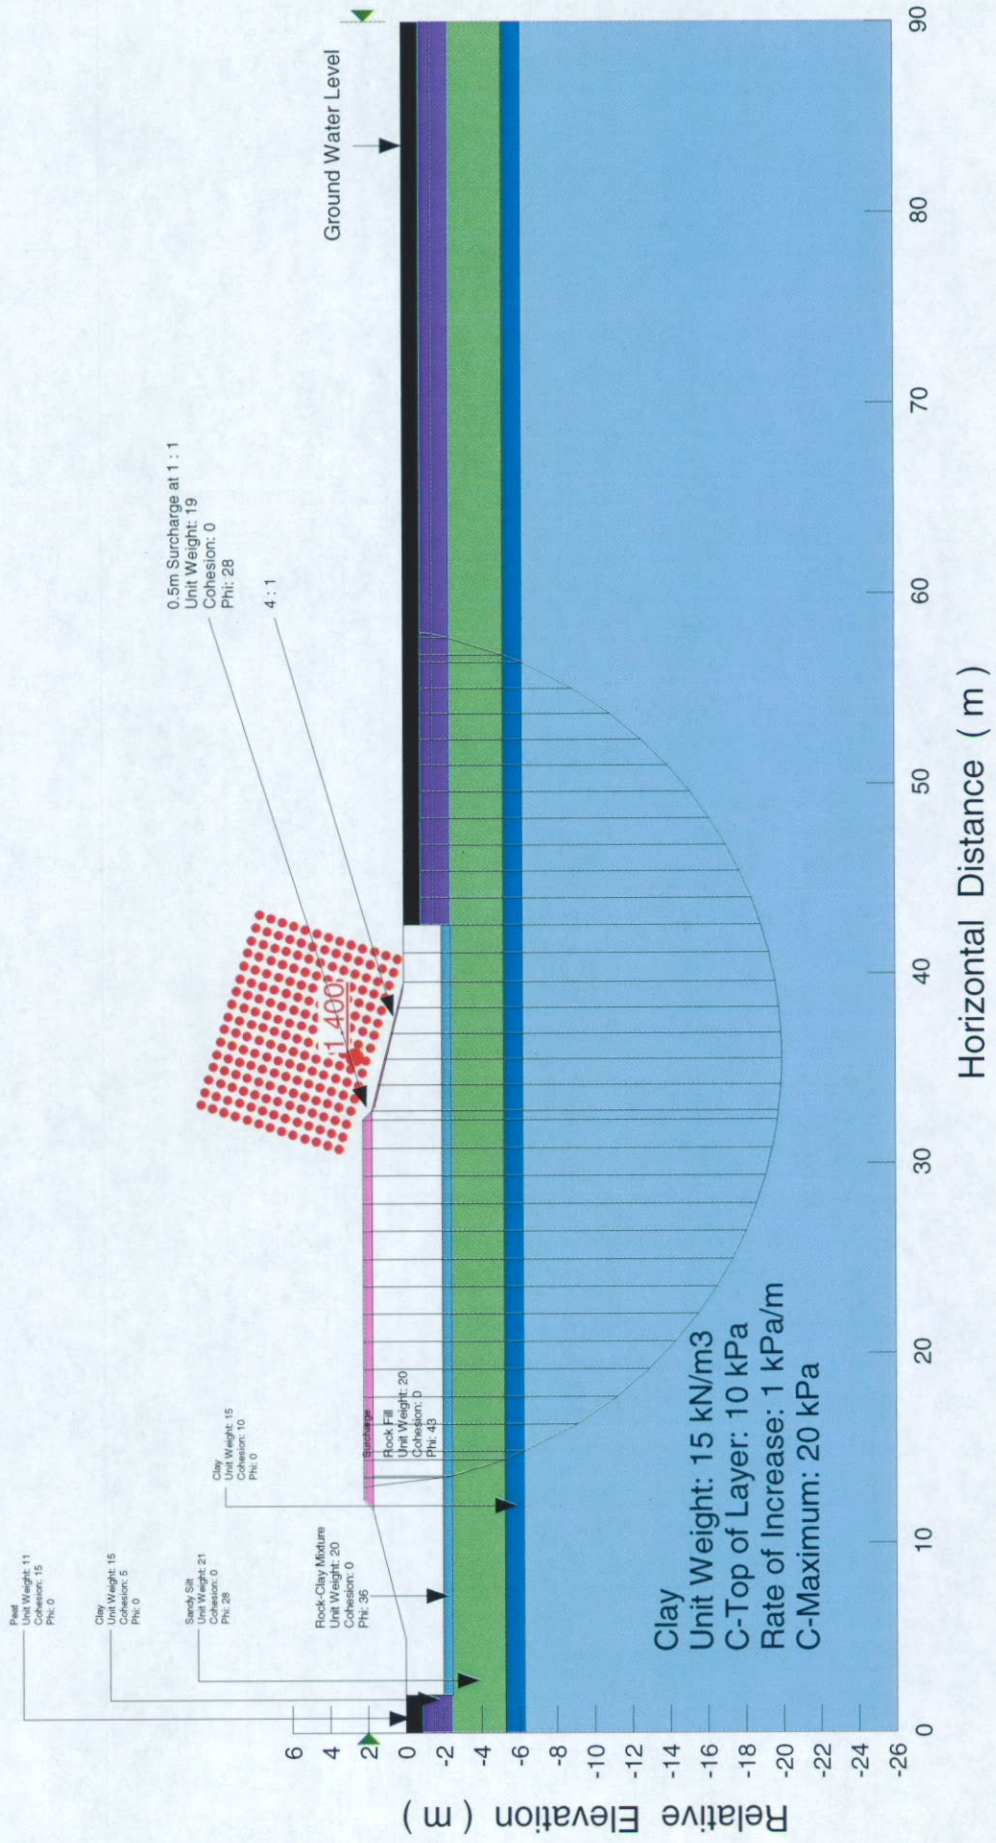 Peat
Unit Weight: 11
Cohesion: 15
Phi: 0
Clay
Unit Weight: 15
Cohesion: 5
Phi: 0
Sandy Silt
Unit Weight: 21
Cohesion: 0
Phi: 28
Rock-Clay Mixture
Unit Weight: 20
Cohesion: 0
Phi: 36
Clay
Unit Weight: 15
Cohesion: 10
Phi: 0
Surcharge
Rock Fill
Unit Weight: 20
Cohesion: 0
Phi: 43
1.400
0.5m Surcharge at 1 : 1
Unit Weight: 19
Cohesion: 0
Phi: 28
4 : 1
Ground Water Level
Clay
Unit Weight: 15 kN/m3
C-Top of Layer: 10 kPa
Rate of Increase: 1 kPa/m
C-Maximum: 20 kPa
6
4
2
0
-2
-4
-6
-8
-10
-12
-14
-16
-18
-20
-22
-24
-26
Relative Elevation ( m )
0
10
20
30
40
50
60
70
80
90
Horizontal Distance ( m )